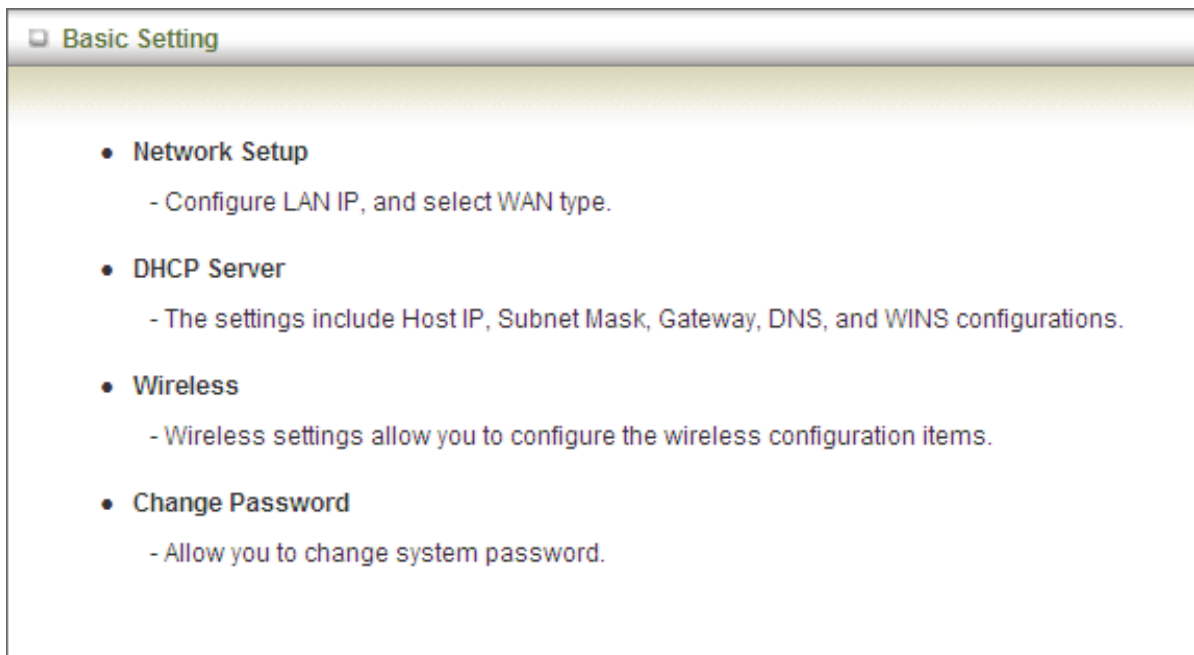 Basic Setting
• Network Setup
- Configure LAN IP, and select WAN type.
• DHCP Server
- The settings include Host IP, Subnet Mask, Gateway, DNS, and WINS configurations.
• Wireless
- Wireless settings allow you to configure the wireless configuration items.
• Change Password
- Allow you to change system password.